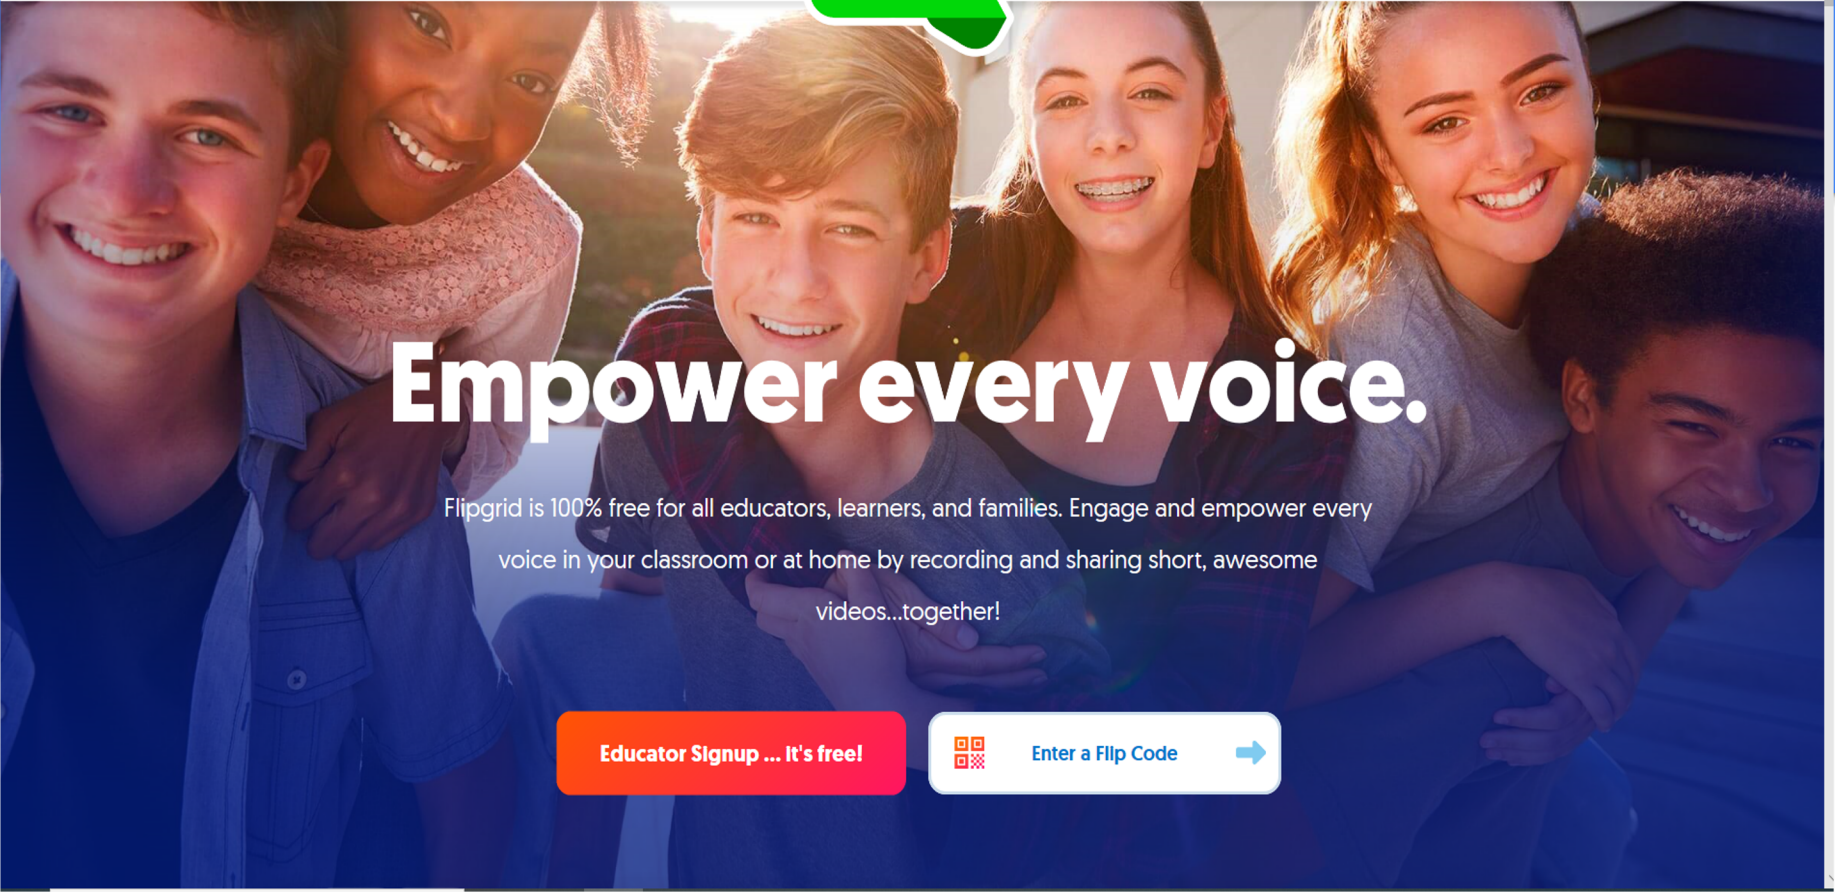 Empower every voice.
Flipgrid is 100% free for all educators, learners, and families. Engage and empower every
voice in your classroom or at home by recording and sharing short, awesome
videos...together!
Educator Signup ... it's free!
Enter a Flip Code